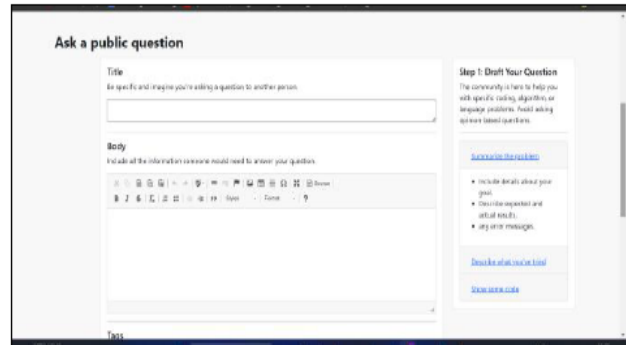 Ask a public question
Title
Be specific and imagine you're asking a question to another person.
Body
Include all the information someone would need to answer your question.
Source
B I S
Styles
Format
?
Tags
Step 1: Draft Your Question
The community is here to help you
with specific coding, algorithm, or
language problems. Avoid asking
opinion based questions.
Summarize the problem
Include details about your
goal.
Describe expected and
actual results.
any error messages.
Describe what you've tried
Show some code